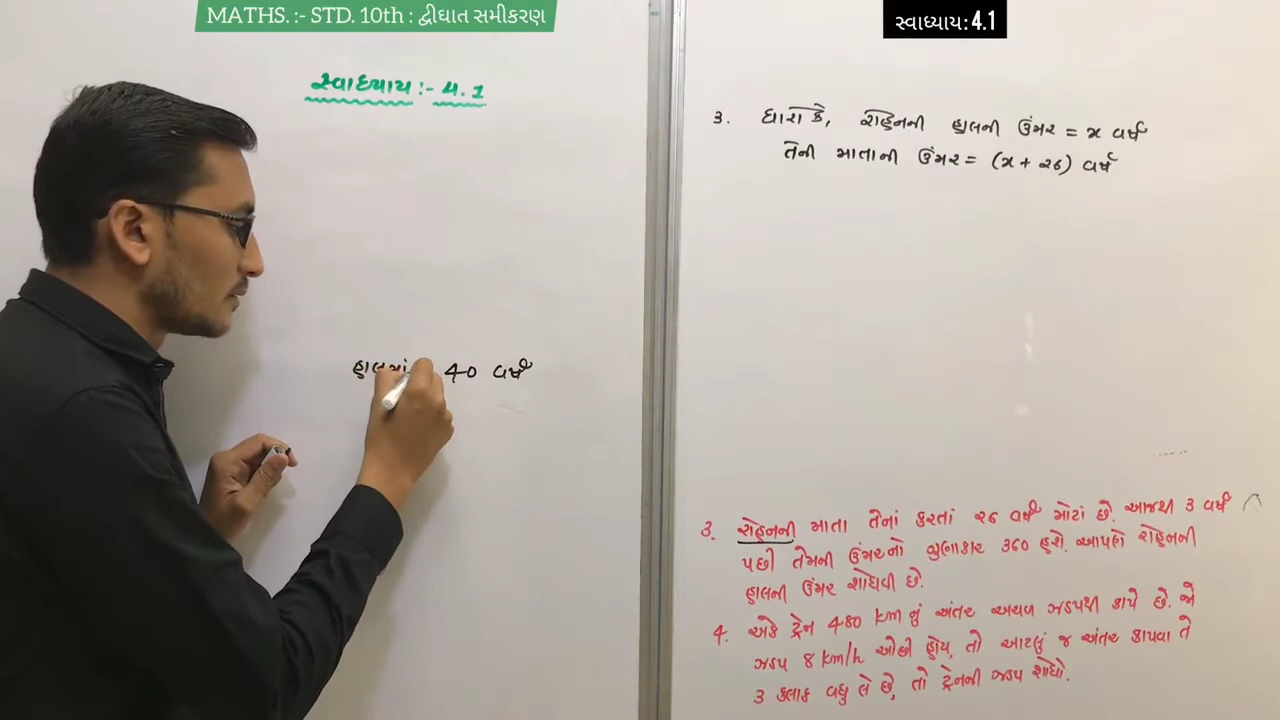 MATHS. :- STD. 10th : દ્વીઘાત સમીકરણ
સ્વાધ્યાય: 4.1
સ્વાધ્યાય :- 4.1
હાલમાં 40 વર્ષ
3. ધારો કે, રોહનની હાલની ઉંમર = x વર્ષ
તેની માતાની ઉંમર = (x + 26) વર્ષ
3. રોહનની માતા તેનાં કરતાં 26 વર્ષ મોટાં છે. આજથી 3 વર્ષ
પછી તેમની ઉંમરનો ગુણાકાર 360 હશે. આપણે રોહનની
હાલની ઉંમર શોધવી છે.
4. એક ટ્રેન 480 km નું અંતર અચળ ઝડપથી કાપે છે. જો
ઝડપ 8 km/h ઓછી હોય, તો આટલું જ અંતર કાપવા તે
3 કલાક વધુ લે છે, તો ટ્રેનની ઝડપ શોધો.